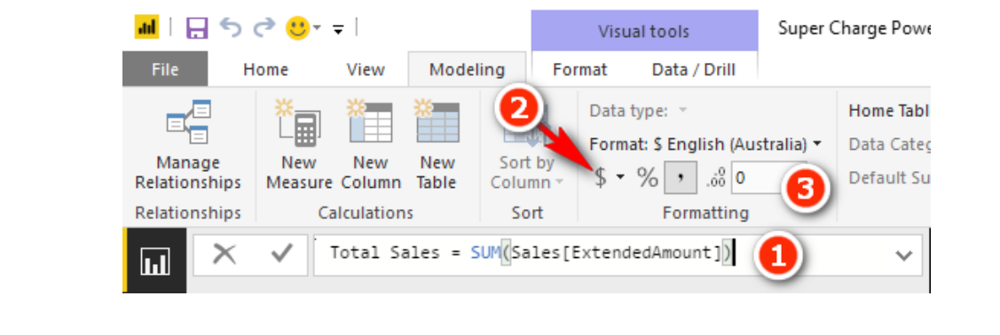 Visual tools
Super Charge Powe
File Home View Modeling Format Data / Drill
2
Data type:
Home Tabl
Format: $ English (Australia)
Data Categ
Manage
Relationships
New
Measure
New
Column
New
Table
Sort by
Column
$ % , .00 0
3
Default Su
Relationships
Calculations
Sort
Formatting
Total Sales = SUM(Sales[ExtendedAmount])
1